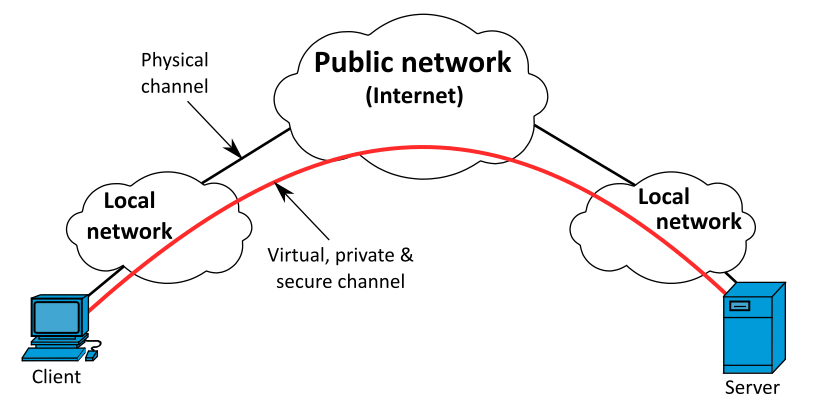 Public network
(Internet)
Physical
channel
Local
network
Local
network
Virtual, private &
secure channel
Client
Server